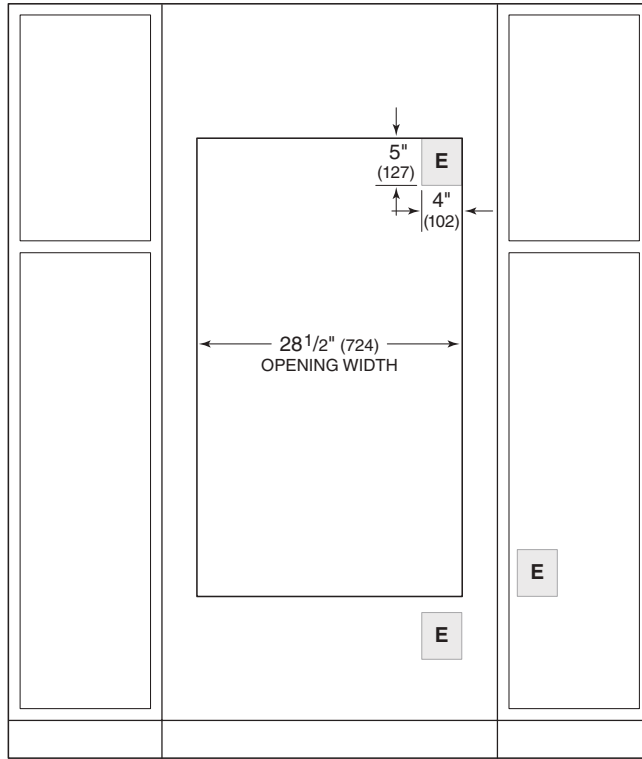 5"
(127)
E
4"
(102)
28 1/2" (724)
OPENING WIDTH
E
E